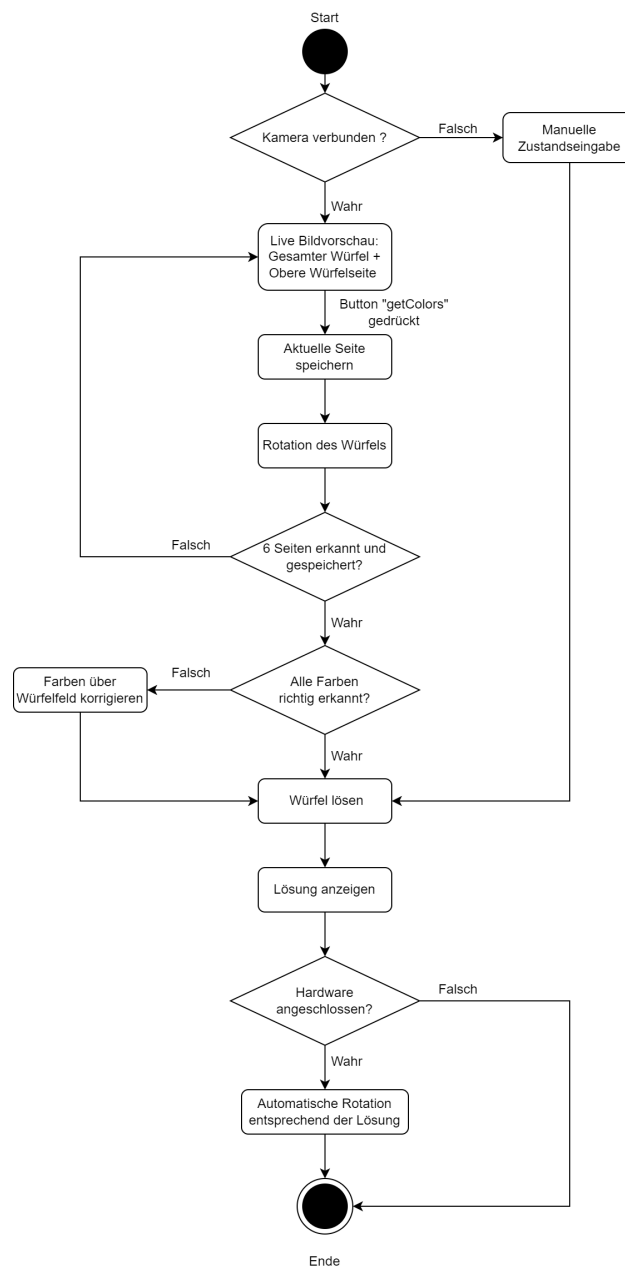 Start
Kamera verbunden ?
Falsch
Manuelle
Zustandseingabe
Wahr
Live Bildvorschau:
Gesamter Würfel +
Obere Würfelseite
Button "getColors"
gedrückt
Aktuelle Seite
speichern
Rotation des Würfels
Falsch
6 Seiten erkannt und
gespeichert?
Wahr
Farben über
Würfelfeld korrigieren
Falsch
Alle Farben
richtig erkannt?
Wahr
Würfel lösen
Lösung anzeigen
Hardware
angeschlossen?
Falsch
Wahr
Automatische Rotation
entsprechend der Lösung
Ende